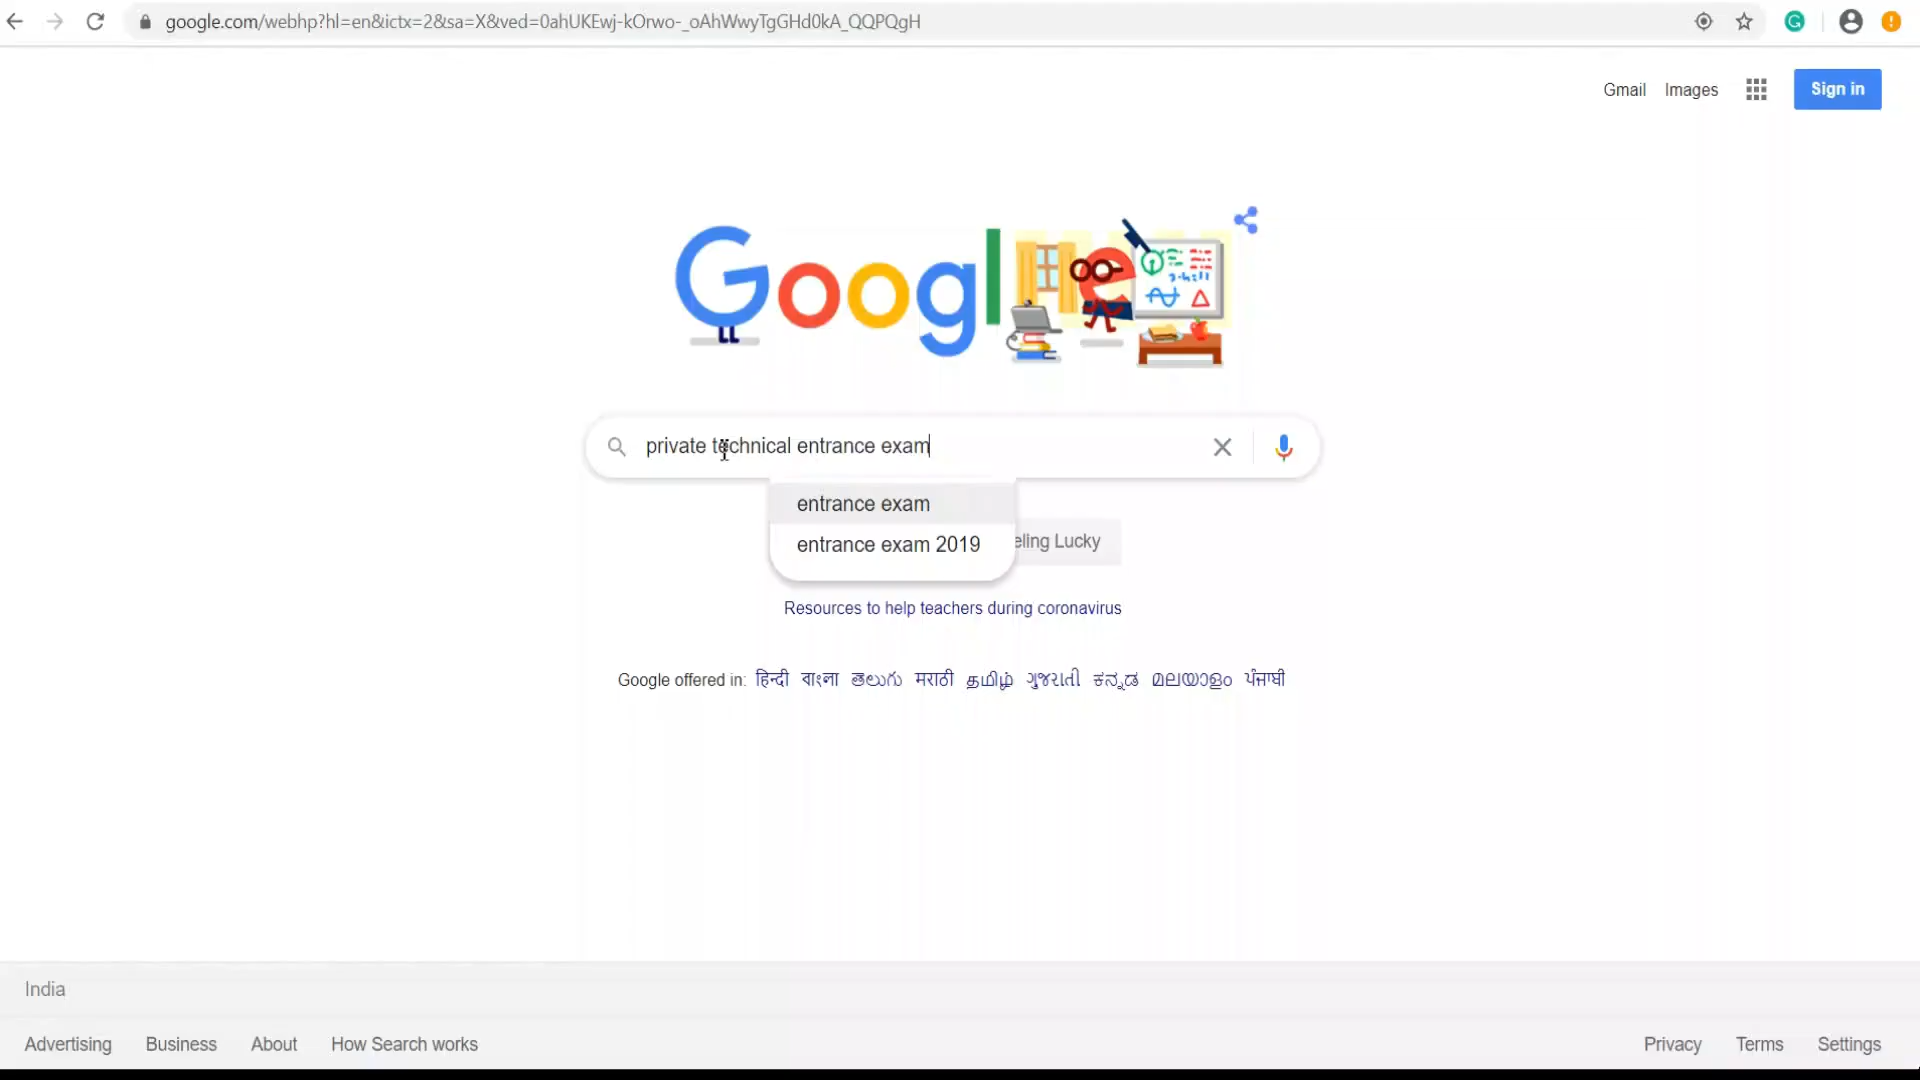 google.com/webhp?hl=en&ictx=2&sa=X&ved=0ahUKEwj-kOrwo-_oAhWwyTgGHd0kA_QQPQgH
Gmail Images Sign in
Googl
private technical entrance exam
entrance exam
entrance exam 2019
eling Lucky
Resources to help teachers during coronavirus
Google offered in: हिन्दी বাংলা తెలుగు मराठी தமிழ் ગુજરાતી ಕನ್ನಡ മലയാളം ਪੰਜਾਬੀ
India
Advertising Business About How Search works Privacy Terms Settings